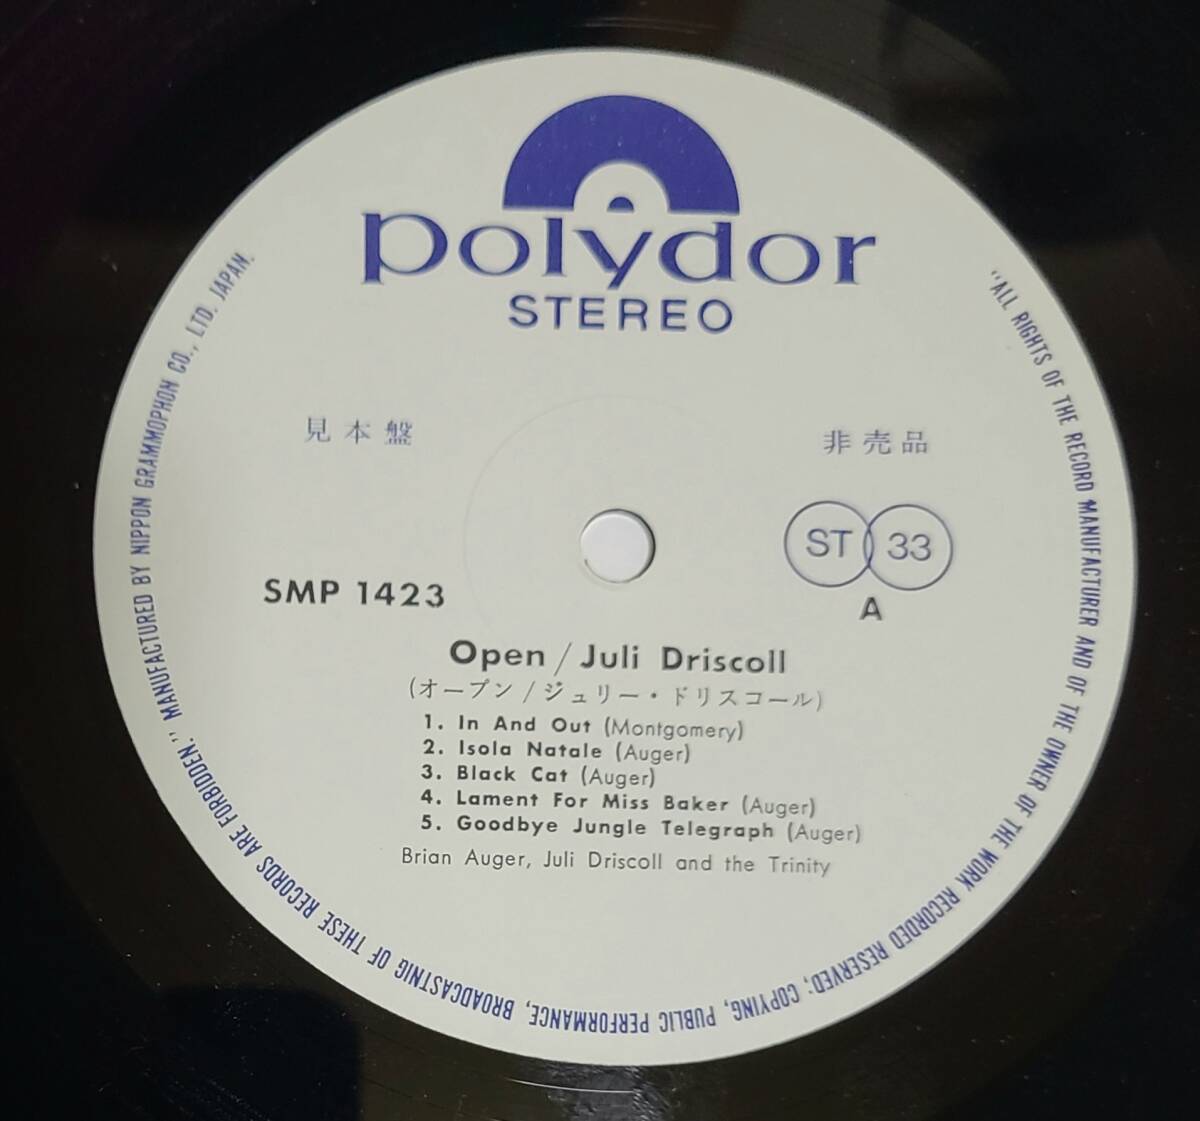 polydor
STEREO
見本盤
非売品
ST 33
A
SMP 1423
Open / Juli Driscoll
(オープン / ジュリー・ドリスコール)
1. In And Out (Montgomery)
2. Isola Natale (Auger)
3. Black Cat (Auger)
4. Lament For Miss Baker (Auger)
5. Goodbye Jungle Telegraph (Auger)
Brian Auger, Juli Driscoll and the Trinity
"ALL RIGHTS OF THE RECORD MANUFACTURER AND OF THE OWNER OF THE WORK RECORDED RESERVED; COPYING, PUBLIC PERFORMANCE, BROADCASTNIG OF THESE RECORDS ARE FORBIDDEN." MANUFACTURED BY NIPPON GRAMMOPHON CO., LTD. JAPAN.